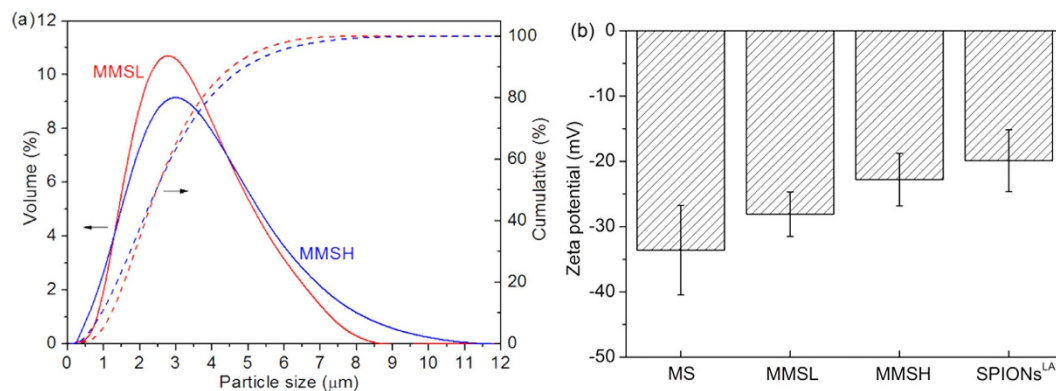 (a)
12
10
8
6
4
2
0
Volume (%)
MMSL
MMSH
100
80
60
40
20
0
Cumulative (%)
0 1 2 3 4 5 6 7 8 9 10 11 12
Particle size (μm)
(b)
0
-10
-20
-30
-40
-50
Zeta potential (mV)
MS MMSL MMSH SPIONsᴸᴬ